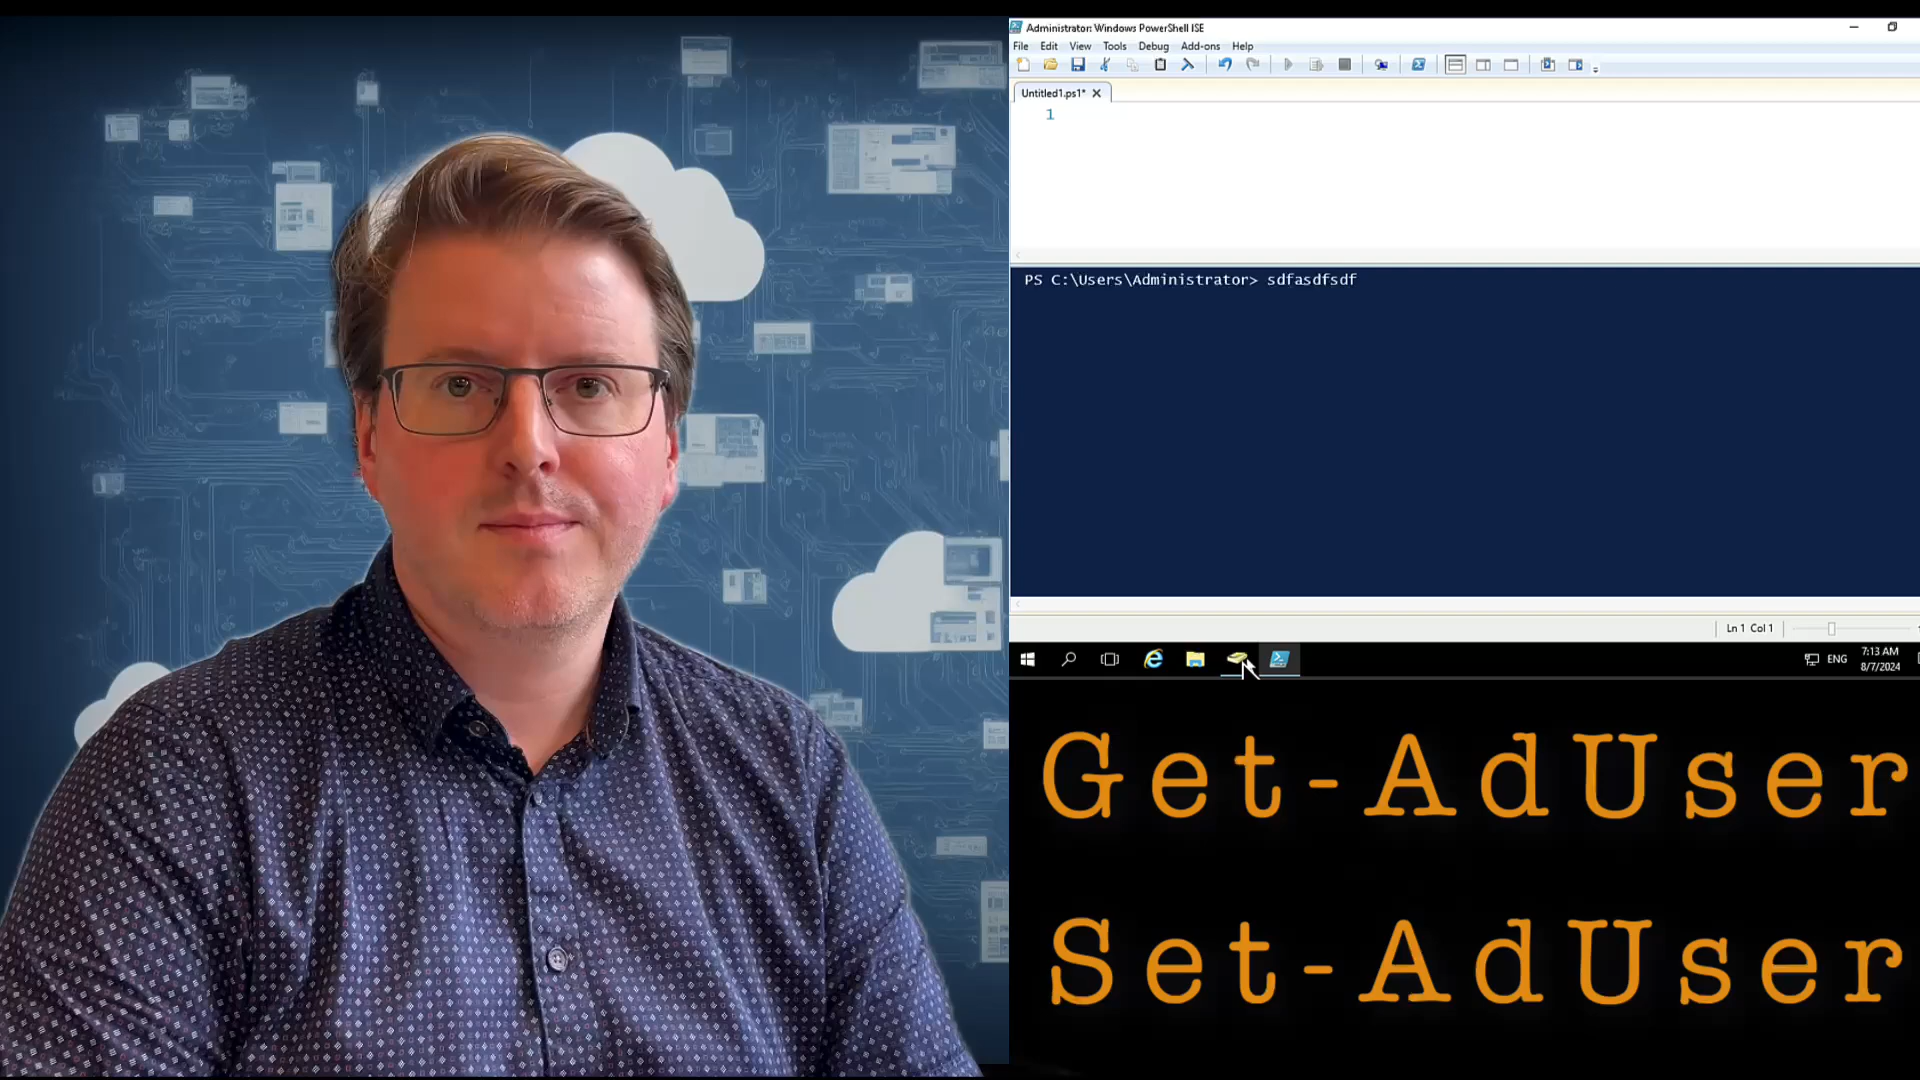 Administrator: Windows PowerShell ISE
File Edit View Tools Debug Add-ons Help
Untitled1.ps1* X
1
PS C:\Users\Administrator> sdfasdfsdf
Ln 1 Col 1
ENG
7:13 AM
8/7/2024
Get-AdUser
Set-AdUser